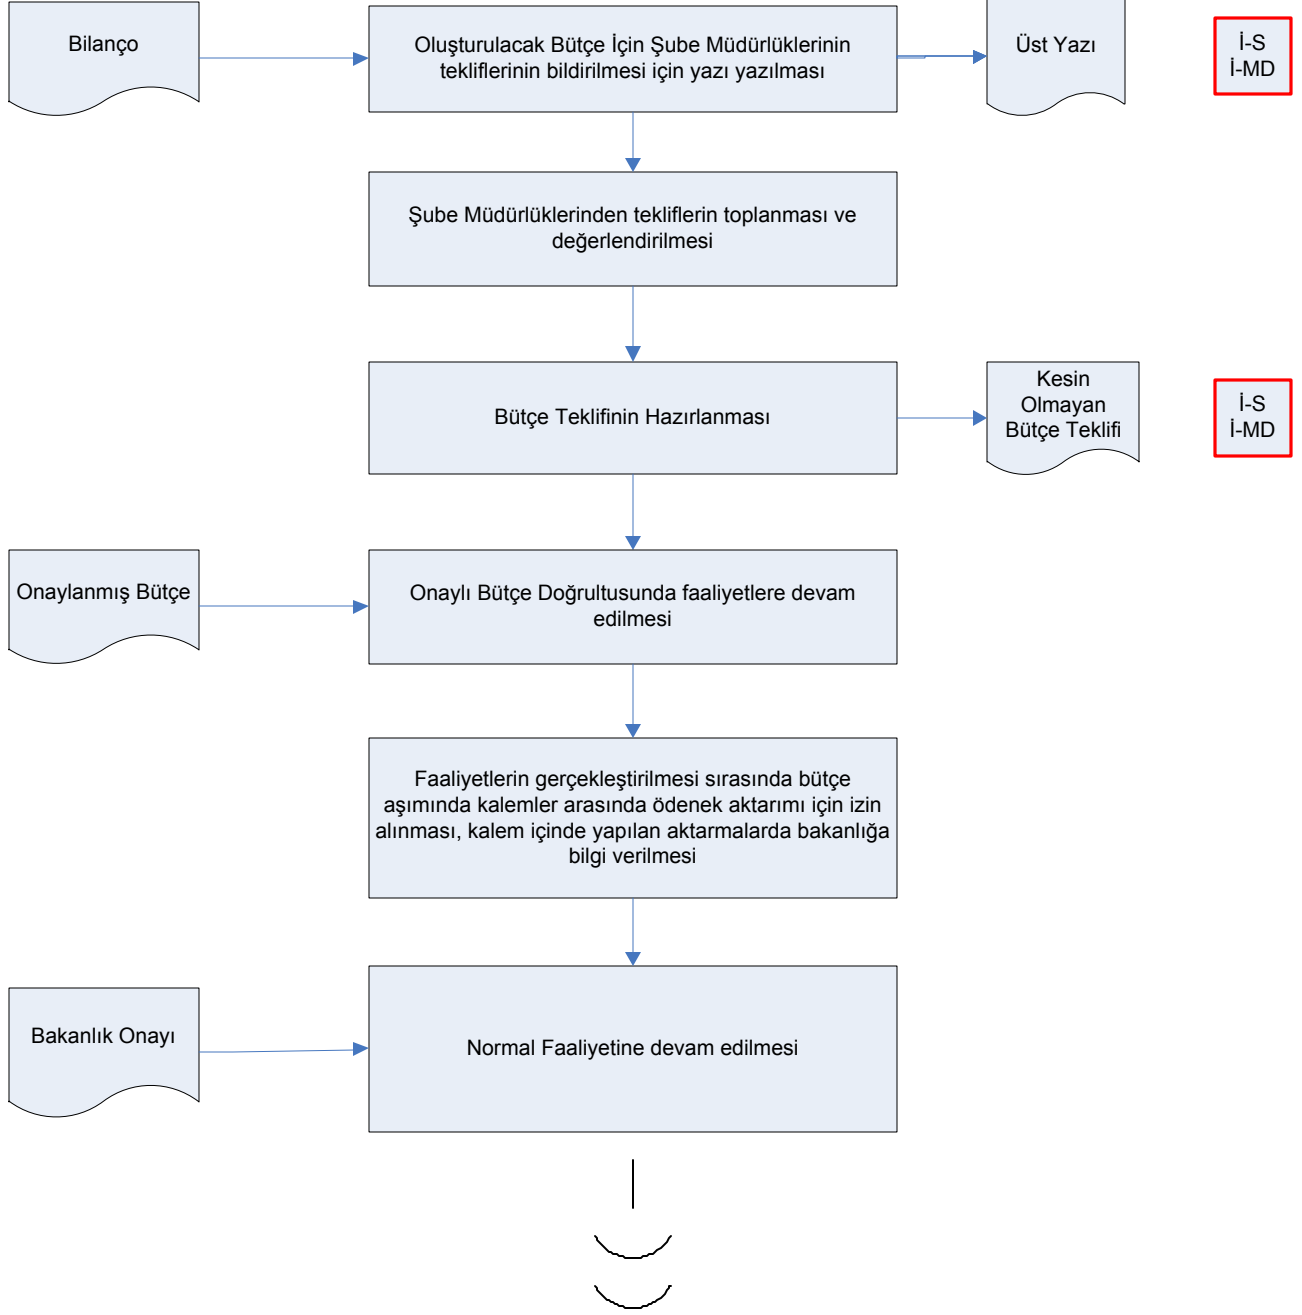 Bilanço
Oluşturulacak Bütçe İçin Şube Müdürlüklerinin
tekliflerinin bildirilmesi için yazı yazılması
Üst Yazı
İ-S
İ-MD
Şube Müdürlüklerinden tekliflerin toplanması ve
değerlendirilmesi
Bütçe Teklifinin Hazırlanması
Kesin
Olmayan
Bütçe Teklifi
İ-S
İ-MD
Onaylanmış Bütçe
Onaylı Bütçe Doğrultusunda faaliyetlere devam
edilmesi
Faaliyetlerin gerçekleştirilmesi sırasında bütçe
aşımında kalemler arasında ödenek aktarımı için izin
alınması, kalem içinde yapılan aktarmalarda bakanlığa
bilgi verilmesi
Bakanlık Onayı
Normal Faaliyetine devam edilmesi